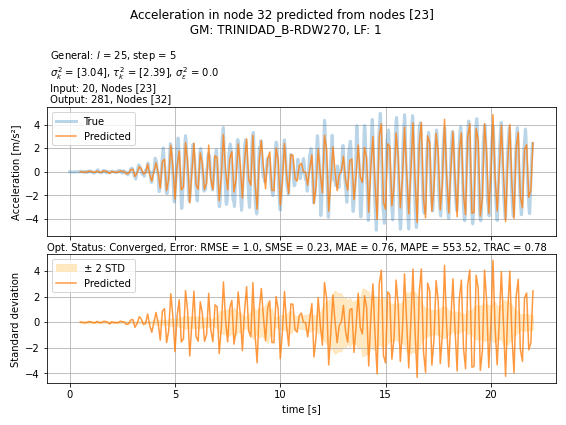 Acceleration in node 32 predicted from nodes [23]
GM: TRINIDAD_B-RDW270, LF: 1
General: l = 25, step = 5
σ²ₖ = [3.04], τ²ₖ = [2.39], σ²ε = 0.0
Input: 20, Nodes [23]
Output: 281, Nodes [32]
True
Predicted
Acceleration [m/s²]
4
2
0
−2
−4
Opt. Status: Converged, Error: RMSE = 1.0, SMSE = 0.23, MAE = 0.76, MAPE = 553.52, TRAC = 0.78
± 2 STD
Predicted
Standard deviation
4
2
0
−2
−4
0
5
10
15
20
time [s]